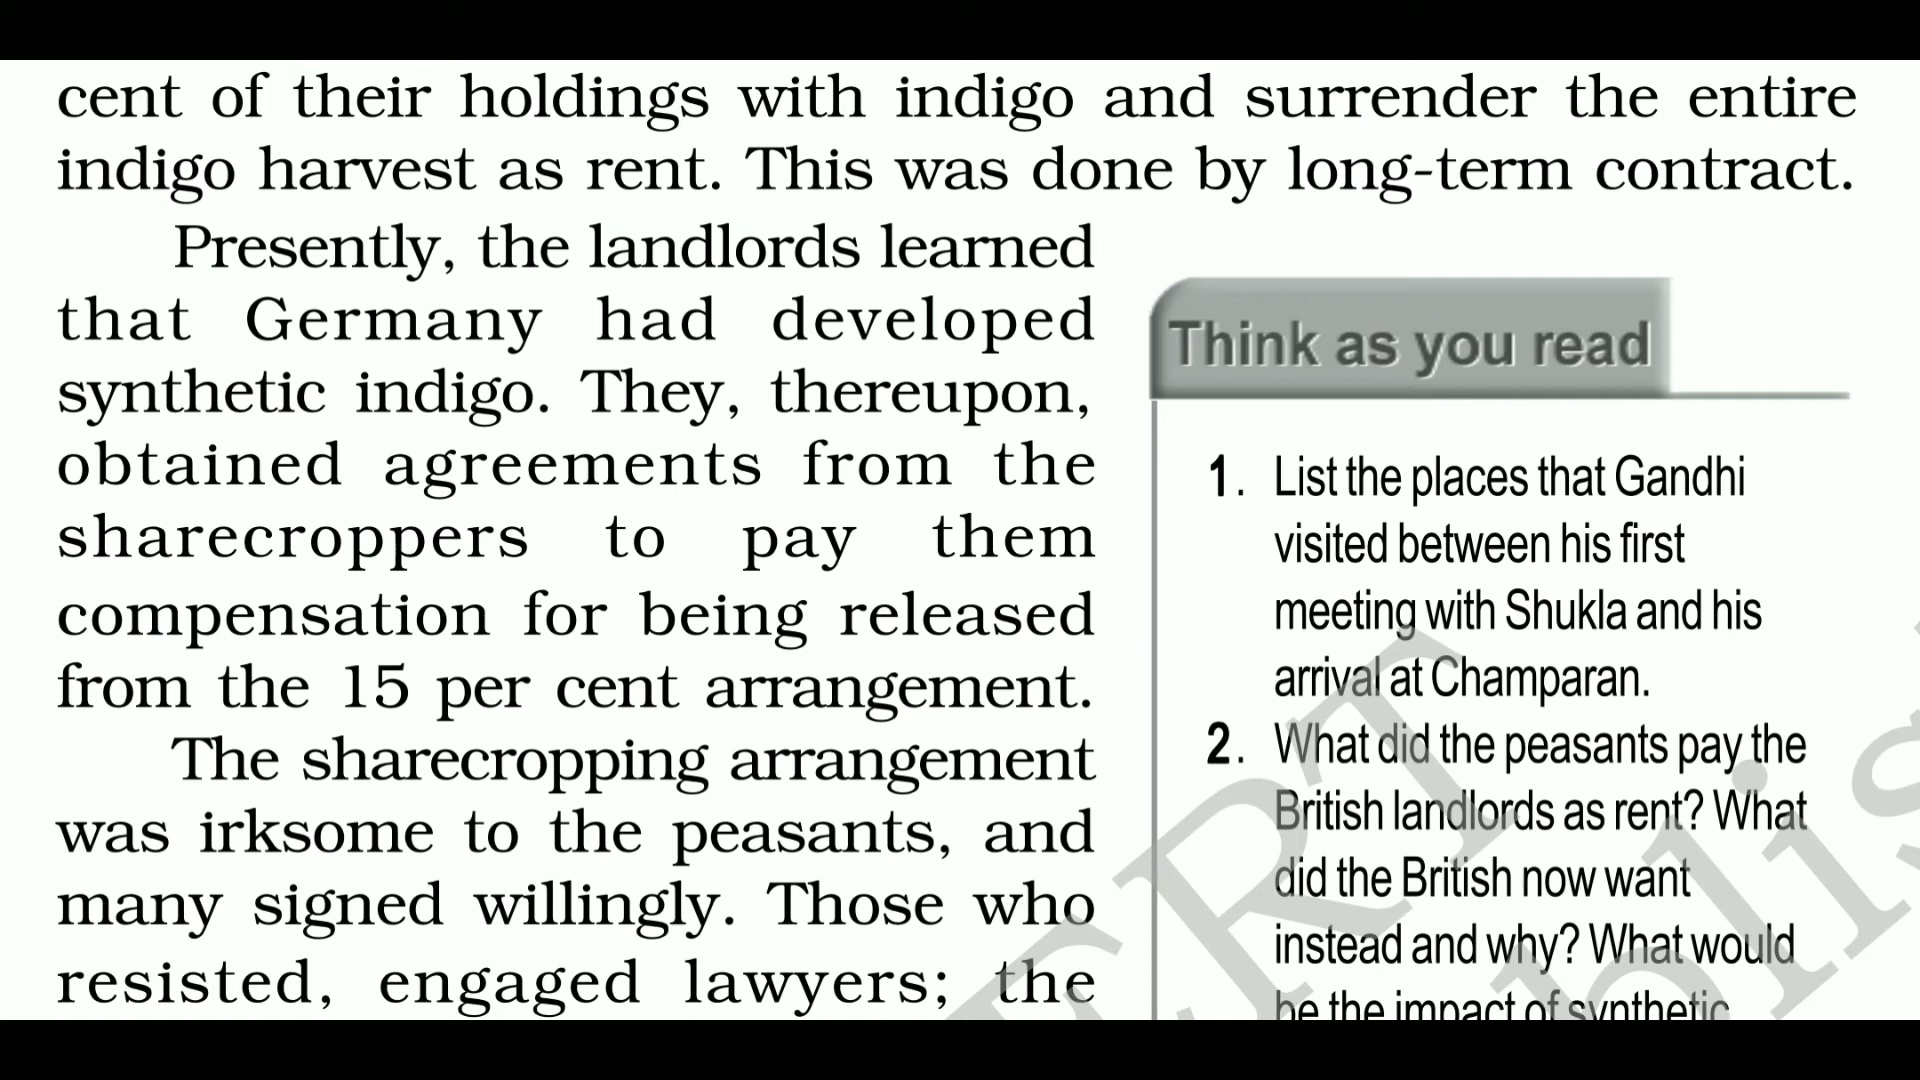 cent of their holdings with indigo and surrender the entire
indigo harvest as rent. This was done by long-term contract.
Presently, the landlords learned
that Germany had developed
synthetic indigo. They, thereupon,
obtained agreements from the
sharecroppers to pay them
compensation for being released
from the 15 per cent arrangement.
The sharecropping arrangement
was irksome to the peasants, and
many signed willingly. Those who
resisted, engaged lawyers; the
Think as you read
1. List the places that Gandhi
visited between his first
meeting with Shukla and his
arrival at Champaran.
2. What did the peasants pay the
British landlords as rent? What
did the British now want
instead and why? What would
be the impact of synthetic